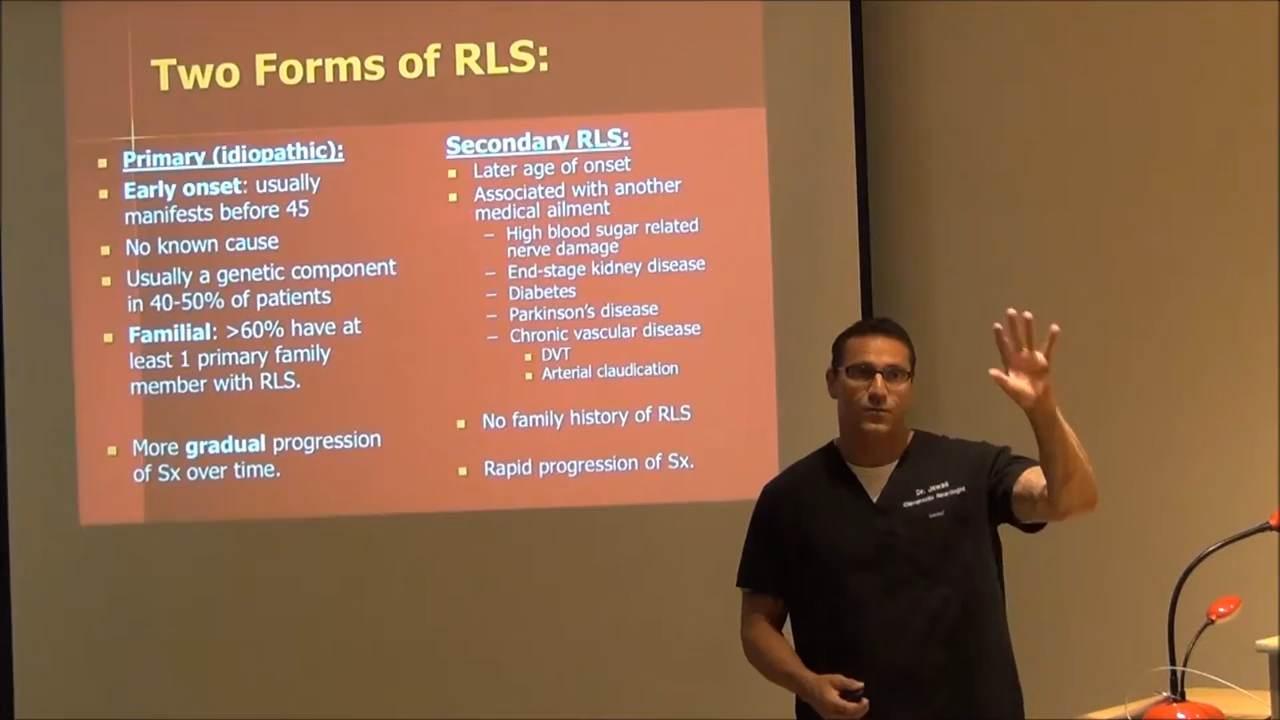 Two Forms of RLS:
Primary (idiopathic):
Early onset: usually
manifests before 45
No known cause
Usually a genetic component
in 40-50% of patients
Familial: >60% have at
least 1 primary family
member with RLS.
More gradual progression
of Sx over time.
Secondary RLS:
Later age of onset
Associated with another
medical ailment
– High blood sugar related
nerve damage
– End-stage kidney disease
– Diabetes
– Parkinson's disease
– Chronic vascular disease
DVT
Arterial claudication
No family history of RLS
Rapid progression of Sx.
Dr.
Chiropractic Neurologist